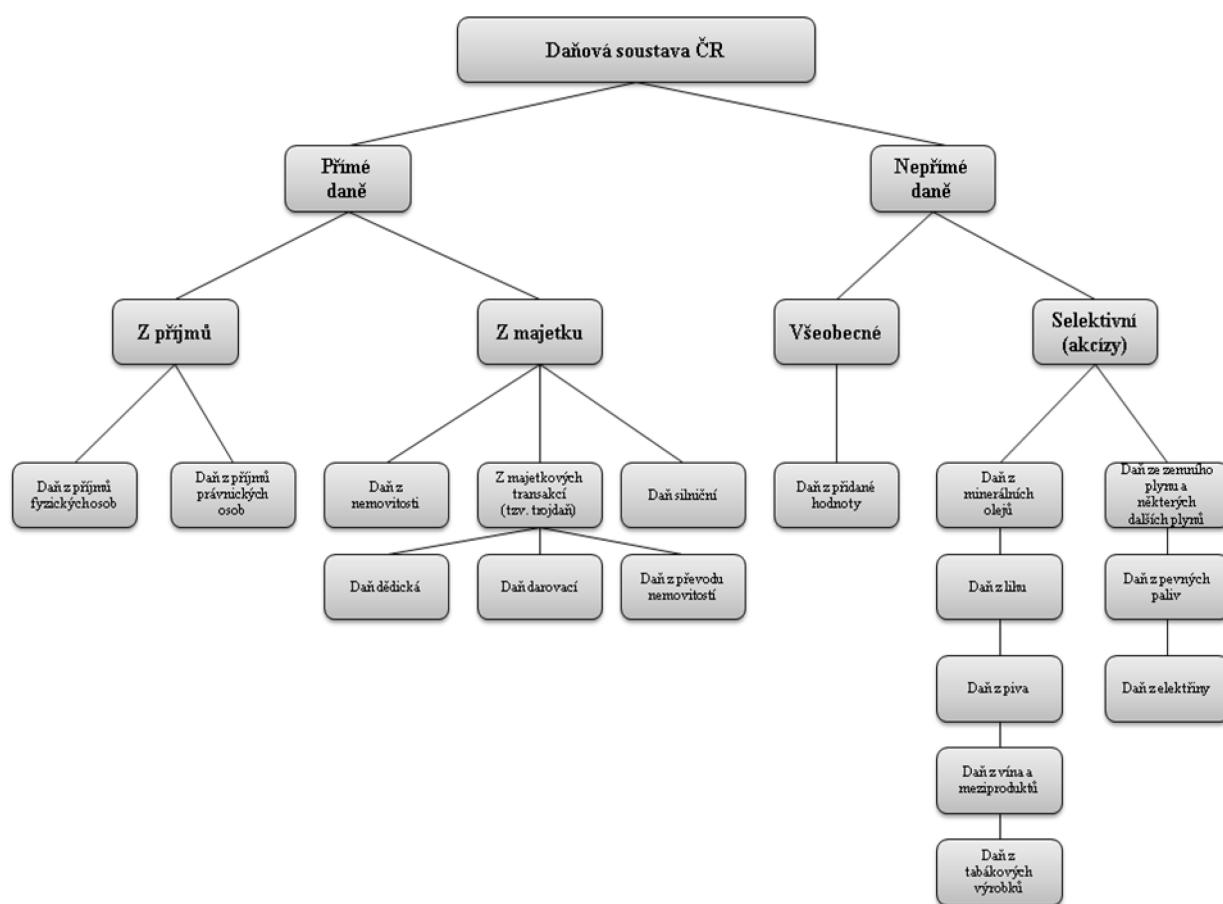 Daňová soustava ČR
Přímé
daně
Nepřímé
daně
Z příjmů
Z majetku
Všeobecné
Selektivní
(akcízy)
Daň z příjmů
fyzických osob
Daň z příjmů
právnických
osob
Daň z
nemovitosti
Z majetkových
transakcí
(tzv. trojdaň)
Daň silniční
Daň z přidané
hodnoty
Daň z
minerálních
olejů
Daň ze zemního
plynu a
některých
dalších plynů
Daň dědická
Daň darovací
Daň z převodu
nemovitostí
Daň z lihu
Daň z pevných
paliv
Daň z piva
Daň z elektřiny
Daň z vína a
meziproduktů
Daň z
tabákových
výrobků